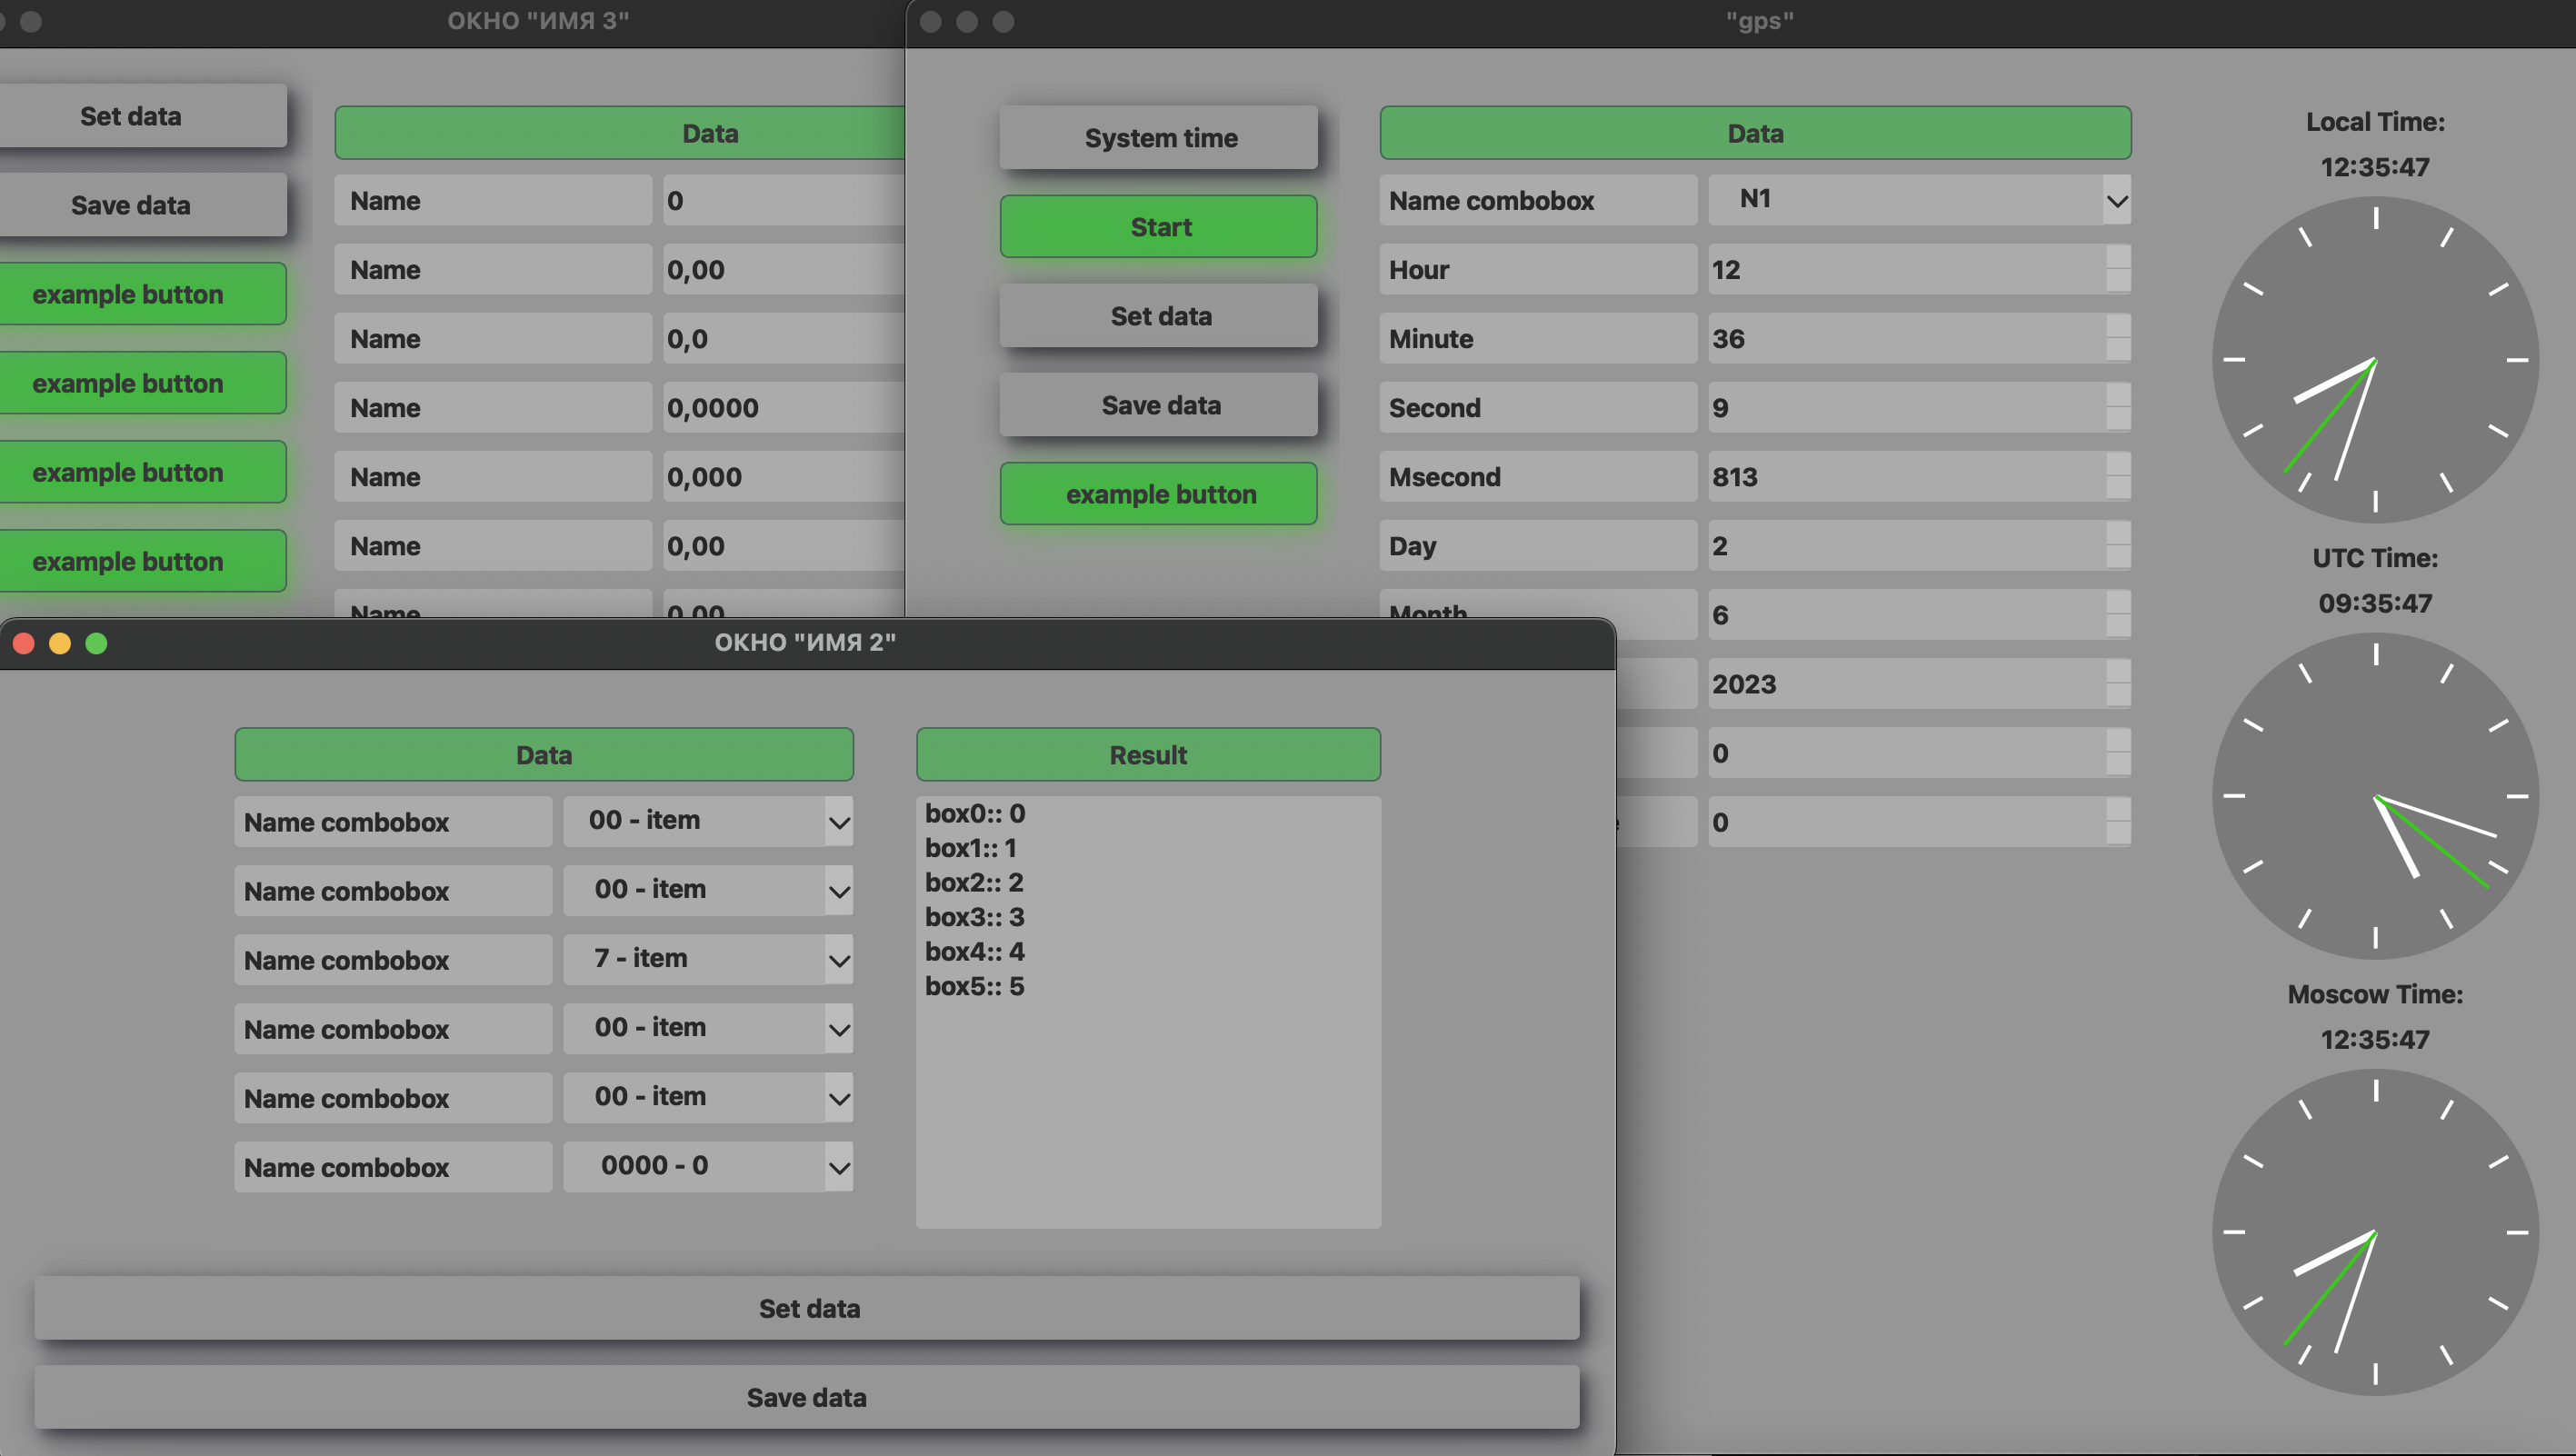 ОКНО "ИМЯ 3"
Set data
Save data
example button
example button
example button
example button
Data
Name 0
Name 0,00
Name 0,0
Name 0,0000
Name 0,000
Name 0,00
Name 0,00
"gps"
System time
Start
Set data
Save data
example button
Data
Name combobox N1
Hour 12
Minute 36
Second 9
Msecond 813
Day 2
Month 6
2023
0
0
Local Time:
12:35:47
UTC Time:
09:35:47
Moscow Time:
12:35:47
ОКНО "ИМЯ 2"
Data
Name combobox 00 - item
Name combobox 00 - item
Name combobox 7 - item
Name combobox 00 - item
Name combobox 00 - item
Name combobox 0000 - 0
Result
box0:: 0
box1:: 1
box2:: 2
box3:: 3
box4:: 4
box5:: 5
Set data
Save data